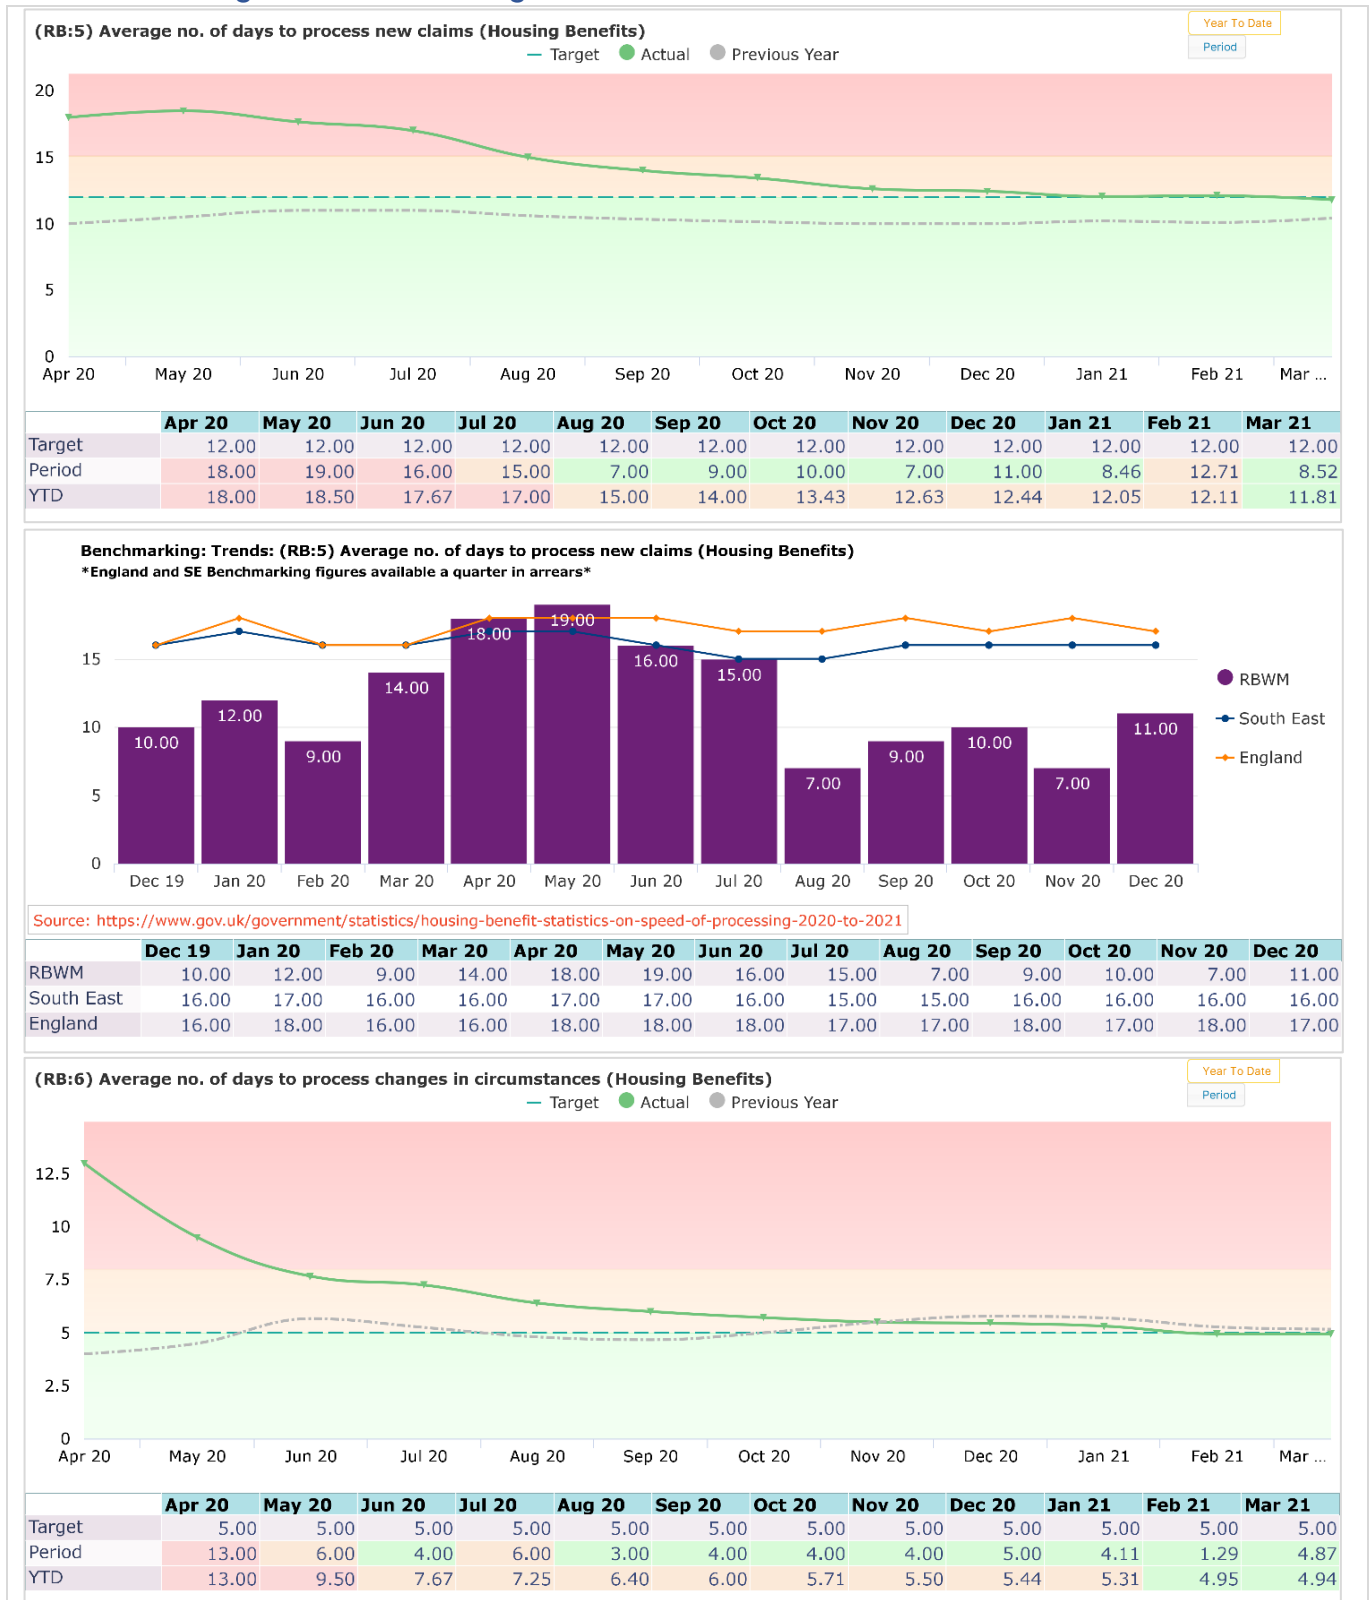 (RB:5) Average no. of days to process new claims (Housing Benefits)
Year To Date
Period
Target Actual Previous Year
20
15
10
5
0
Apr 20 May 20 Jun 20 Jul 20 Aug 20 Sep 20 Oct 20 Nov 20 Dec 20 Jan 21 Feb 21 Mar ...
Apr 20 May 20 Jun 20 Jul 20 Aug 20 Sep 20 Oct 20 Nov 20 Dec 20 Jan 21 Feb 21 Mar 21
Target 12.00 12.00 12.00 12.00 12.00 12.00 12.00 12.00 12.00 12.00 12.00 12.00
Period 18.00 19.00 16.00 15.00 7.00 9.00 10.00 7.00 11.00 8.46 12.71 8.52
YTD 18.00 18.50 17.67 17.00 15.00 14.00 13.43 12.63 12.44 12.05 12.11 11.81
Benchmarking: Trends: (RB:5) Average no. of days to process new claims (Housing Benefits)
*England and SE Benchmarking figures available a quarter in arrears*
15
10
5
0
10.00 12.00 9.00 14.00 18.00 19.00 16.00 15.00 7.00 9.00 10.00 7.00 11.00
RBWM
South East
England
Dec 19 Jan 20 Feb 20 Mar 20 Apr 20 May 20 Jun 20 Jul 20 Aug 20 Sep 20 Oct 20 Nov 20 Dec 20
Source: https://www.gov.uk/government/statistics/housing-benefit-statistics-on-speed-of-processing-2020-to-2021
Dec 19 Jan 20 Feb 20 Mar 20 Apr 20 May 20 Jun 20 Jul 20 Aug 20 Sep 20 Oct 20 Nov 20 Dec 20
RBWM 10.00 12.00 9.00 14.00 18.00 19.00 16.00 15.00 7.00 9.00 10.00 7.00 11.00
South East 16.00 17.00 16.00 16.00 17.00 17.00 16.00 15.00 15.00 16.00 16.00 16.00 16.00
England 16.00 18.00 16.00 16.00 18.00 18.00 18.00 17.00 17.00 18.00 17.00 18.00 17.00
(RB:6) Average no. of days to process changes in circumstances (Housing Benefits)
Year To Date
Period
Target Actual Previous Year
12.5
10
7.5
5
2.5
0
Apr 20 May 20 Jun 20 Jul 20 Aug 20 Sep 20 Oct 20 Nov 20 Dec 20 Jan 21 Feb 21 Mar ...
Apr 20 May 20 Jun 20 Jul 20 Aug 20 Sep 20 Oct 20 Nov 20 Dec 20 Jan 21 Feb 21 Mar 21
Target 5.00 5.00 5.00 5.00 5.00 5.00 5.00 5.00 5.00 5.00 5.00 5.00
Period 13.00 6.00 4.00 6.00 3.00 4.00 4.00 4.00 5.00 4.11 1.29 4.87
YTD 13.00 9.50 7.67 7.25 6.40 6.00 5.71 5.50 5.44 5.31 4.95 4.94